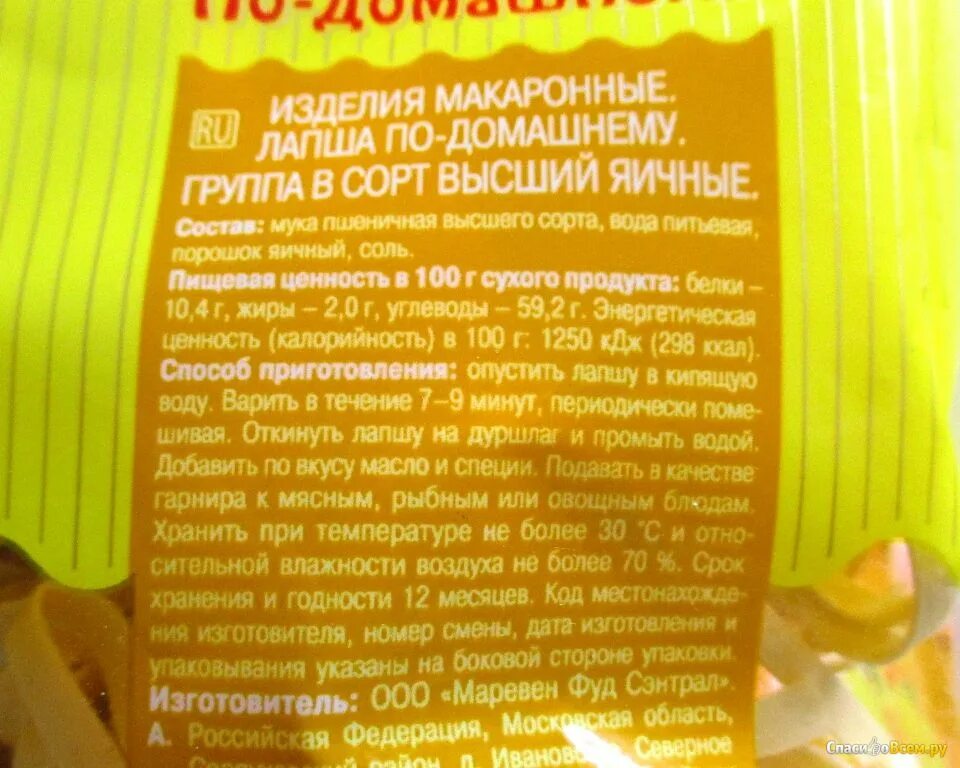 По-домашнему
RU
ИЗДЕЛИЯ МАКАРОННЫЕ.
ЛАПША ПО-ДОМАШНЕМУ.
ГРУППА В СОРТ ВЫСШИЙ ЯИЧНЫЕ.
Состав: мука пшеничная высшего сорта, вода питьевая,
порошок яичный, соль.
Пищевая ценность в 100 г сухого продукта: белки –
10,4 г, жиры – 2,0 г, углеводы – 59,2 г. Энергетическая
ценность (калорийность) в 100 г: 1250 кДж (298 ккал).
Способ приготовления: опустить лапшу в кипящую
воду. Варить в течение 7–9 минут, периодически поме-
шивая. Откинуть лапшу на дуршлаг и промыть водой.
Добавить по вкусу масло и специи. Подавать в качестве
гарнира к мясным, рыбным или овощным блюдам.
Хранить при температуре не более 30 °С и отно-
сительной влажности воздуха не более 70 %. Срок
хранения и годности 12 месяцев. Код местонахожде-
ния изготовителя, номер смены, дата изготовления и
упаковывания указаны на боковой стороне упаковки.
Изготовитель: ООО «Маревен Фуд Сэнтрал».
А. Российская Федерация, Московская область,
район, д. Северное
СпасибоВсем.ру